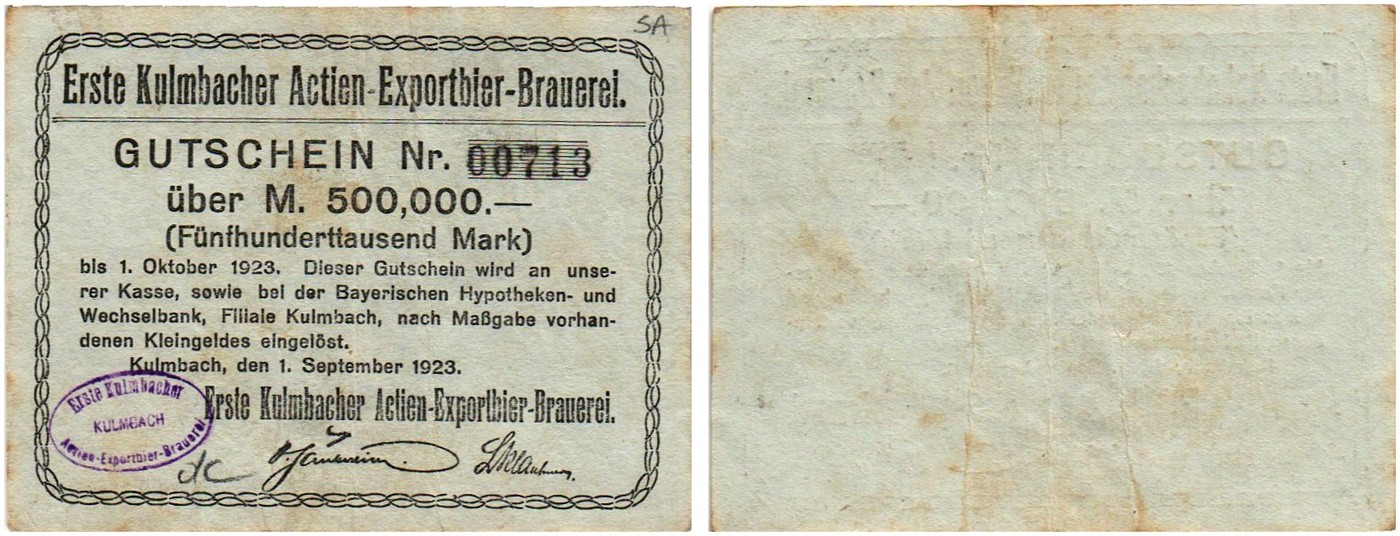 SA
Erste Kulmbacher Actien-Exportbier-Brauerei.
GUTSCHEIN Nr. 00713
über M. 500,000.—
(Fünfhunderttausend Mark)
bis 1. Oktober 1923. Dieser Gutschein wird an unse-
rer Kasse, sowie bei der Bayerischen Hypotheken- und
Wechselbank, Filiale Kulmbach, nach Maßgabe vorhan-
denen Kleingeldes eingelöst.
Kulmbach, den 1. September 1923.
Erste Kulmbacher Actien-Exportbier-Brauerei.
Erste Kulmbacher
KULMBACH
Actien-Exportbier-Brauerei